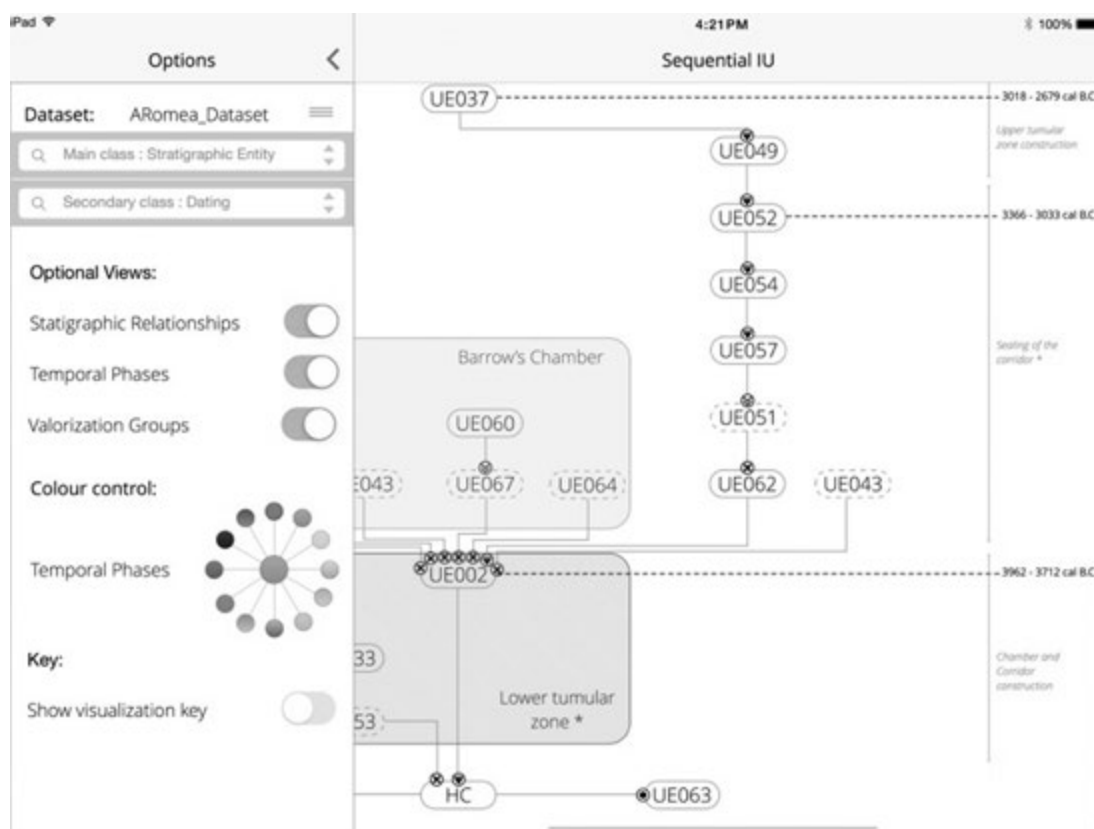 iPad
4:21PM
100%
Options
Sequential IU
Dataset: ARomea_Dataset
Main class : Stratigraphic Entity
Secondary class : Dating
Optional Views:
Statigraphic Relationships
Temporal Phases
Valorization Groups
Colour control:
Temporal Phases
Key:
Show visualization key
UE037
3018 - 2679 cal B.C
Upper tumular
zone construction
UE049
UE052
3366 - 3033 cal B.C
UE054
UE057
Sealing of the
corridor *
Barrow's Chamber
UE051
UE060
E043
UE067
UE064
UE062
UE043
UE002
3962 - 3712 cal B.C
33
Chamber and
Corridor
construction
Lower tumular
zone *
53
HC
UE063